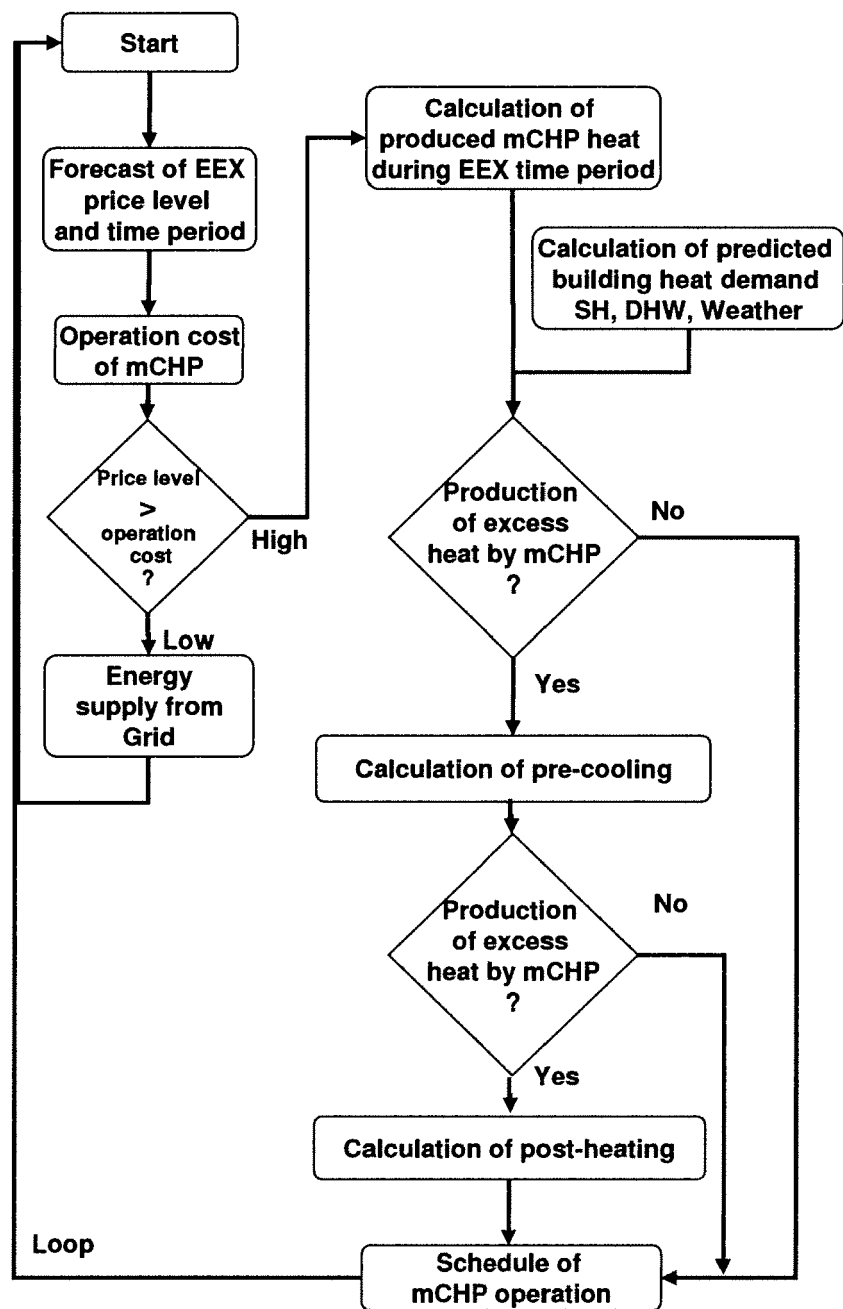 Start
Forecast of EEX
price level
and time period
Operation cost
of mCHP
Price level
>
operation
cost
?
High
Low
Energy
supply from
Grid
Calculation of
produced mCHP heat
during EEX time period
Calculation of predicted
building heat demand
SH, DHW, Weather
Production
of excess
heat by mCHP
?
No
Yes
Calculation of pre-cooling
Production
of excess
heat by mCHP
?
No
Yes
Calculation of post-heating
Schedule of
mCHP operation
Loop